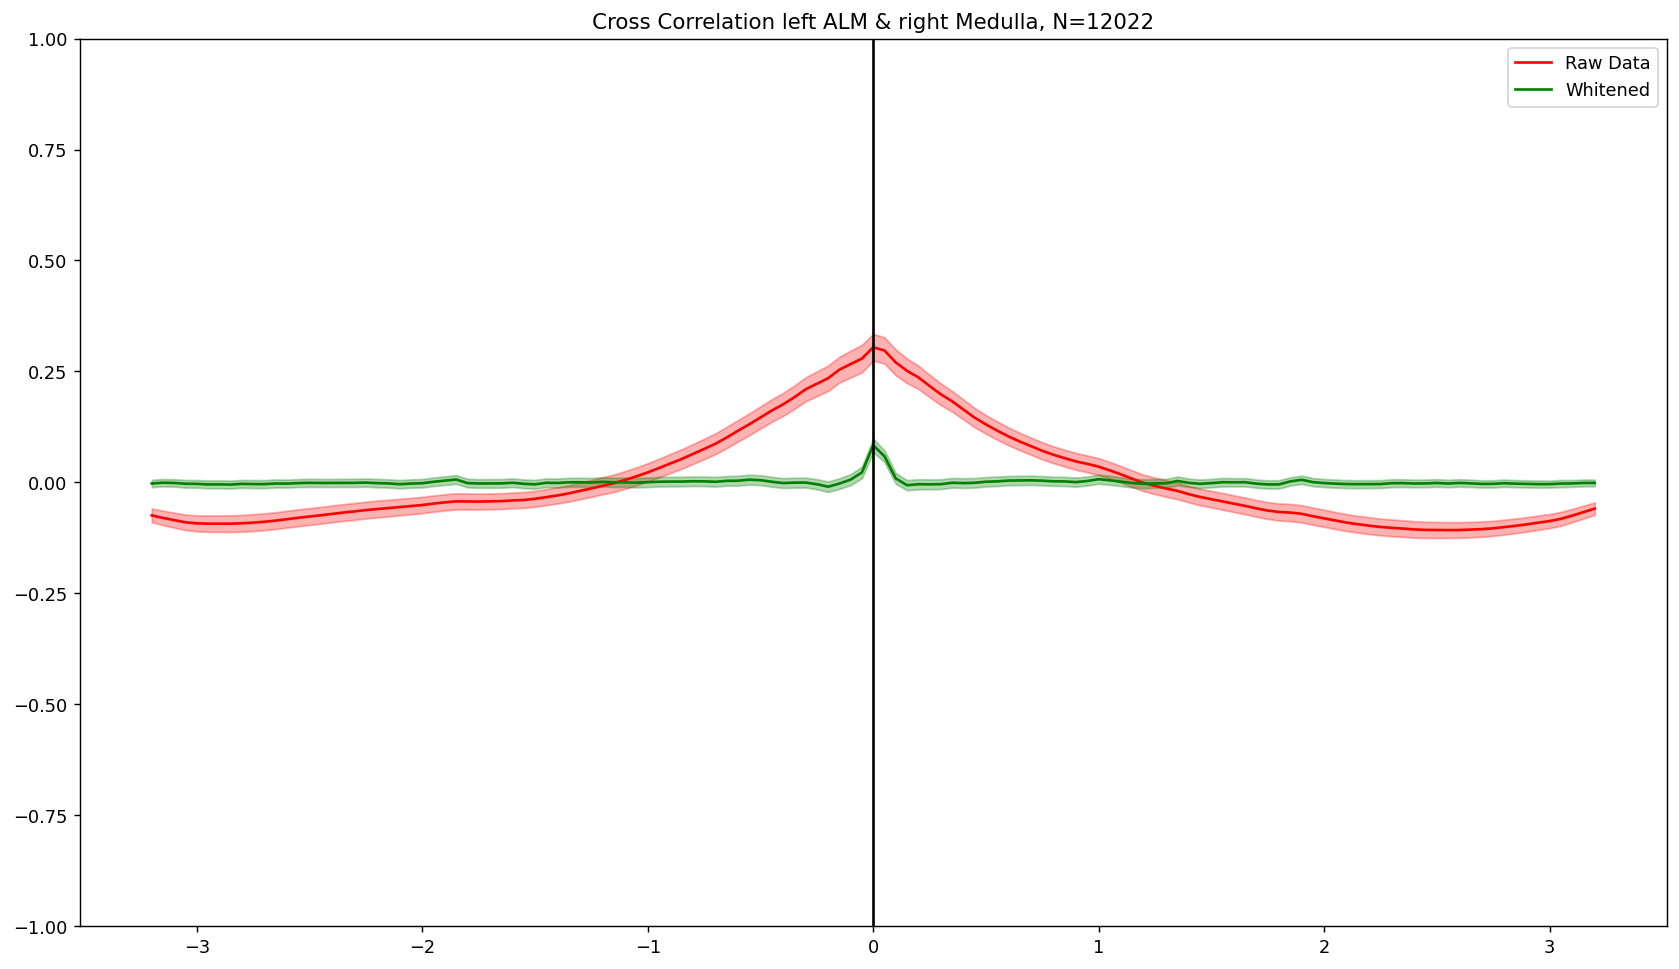 Cross Correlation left ALM & right Medulla, N=12022
1.00
0.75
0.50
0.25
0.00
−0.25
−0.50
−0.75
−1.00
−3 −2 −1 0 1 2 3
Raw Data
Whitened